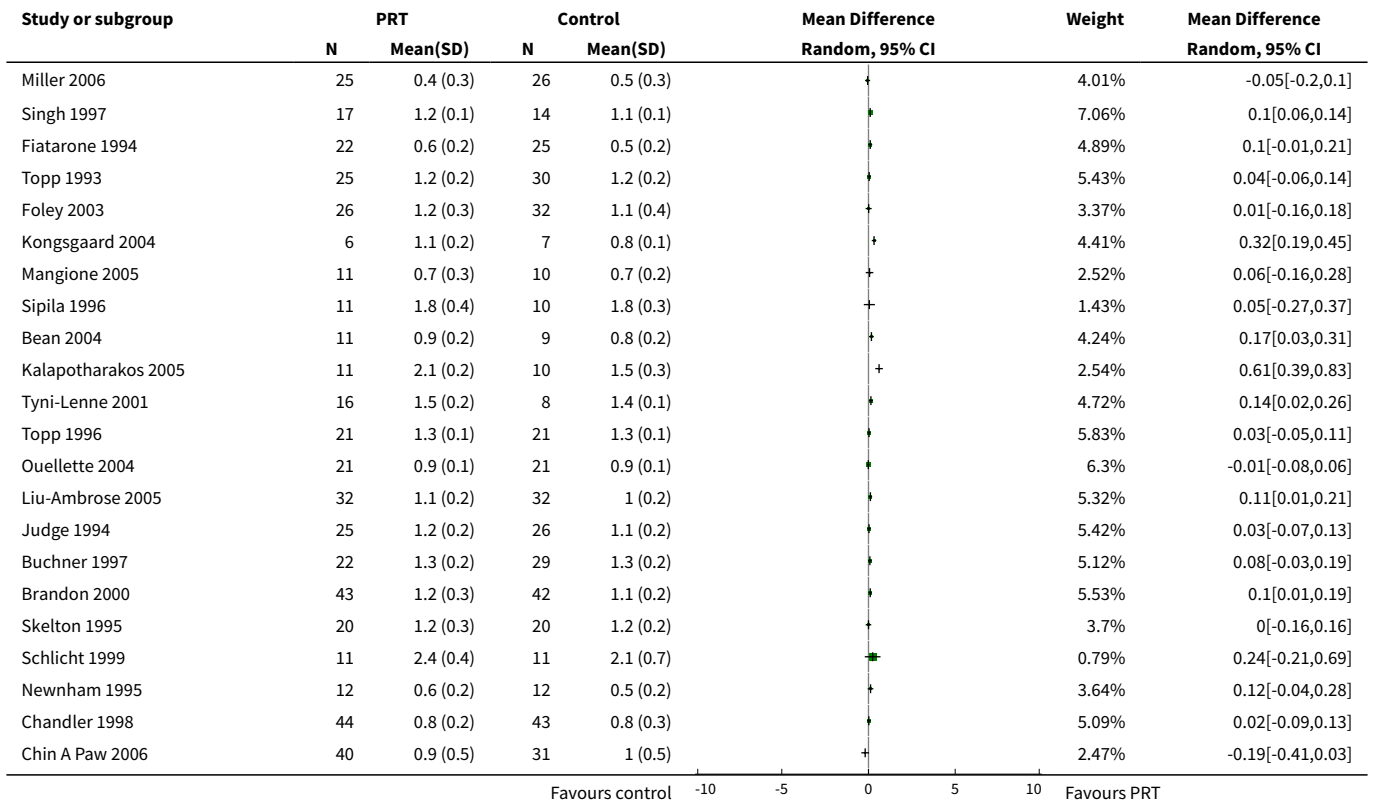 Study or subgroup PRT Control Mean Difference Weight Mean Difference
N Mean(SD) N Mean(SD) Random, 95% CI Random, 95% CI
Miller 2006 25 0.4 (0.3) 26 0.5 (0.3) 4.01% -0.05[-0.2,0.1]
Singh 1997 17 1.2 (0.1) 14 1.1 (0.1) 7.06% 0.1[0.06,0.14]
Fiatarone 1994 22 0.6 (0.2) 25 0.5 (0.2) 4.89% 0.1[-0.01,0.21]
Topp 1993 25 1.2 (0.2) 30 1.2 (0.2) 5.43% 0.04[-0.06,0.14]
Foley 2003 26 1.2 (0.3) 32 1.1 (0.4) 3.37% 0.01[-0.16,0.18]
Kongsgaard 2004 6 1.1 (0.2) 7 0.8 (0.1) 4.41% 0.32[0.19,0.45]
Mangione 2005 11 0.7 (0.3) 10 0.7 (0.2) 2.52% 0.06[-0.16,0.28]
Sipila 1996 11 1.8 (0.4) 10 1.8 (0.3) 1.43% 0.05[-0.27,0.37]
Bean 2004 11 0.9 (0.2) 9 0.8 (0.2) 4.24% 0.17[0.03,0.31]
Kalapotharakos 2005 11 2.1 (0.2) 10 1.5 (0.3) 2.54% 0.61[0.39,0.83]
Tyni-Lenne 2001 16 1.5 (0.2) 8 1.4 (0.1) 4.72% 0.14[0.02,0.26]
Topp 1996 21 1.3 (0.1) 21 1.3 (0.1) 5.83% 0.03[-0.05,0.11]
Ouellette 2004 21 0.9 (0.1) 21 0.9 (0.1) 6.3% -0.01[-0.08,0.06]
Liu-Ambrose 2005 32 1.1 (0.2) 32 1 (0.2) 5.32% 0.11[0.01,0.21]
Judge 1994 25 1.2 (0.2) 26 1.1 (0.2) 5.42% 0.03[-0.07,0.13]
Buchner 1997 22 1.3 (0.2) 29 1.3 (0.2) 5.12% 0.08[-0.03,0.19]
Brandon 2000 43 1.2 (0.3) 42 1.1 (0.2) 5.53% 0.1[0.01,0.19]
Skelton 1995 20 1.2 (0.3) 20 1.2 (0.2) 3.7% 0[-0.16,0.16]
Schlicht 1999 11 2.4 (0.4) 11 2.1 (0.7) 0.79% 0.24[-0.21,0.69]
Newnham 1995 12 0.6 (0.2) 12 0.5 (0.2) 3.64% 0.12[-0.04,0.28]
Chandler 1998 44 0.8 (0.2) 43 0.8 (0.3) 5.09% 0.02[-0.09,0.13]
Chin A Paw 2006 40 0.9 (0.5) 31 1 (0.5) 2.47% -0.19[-0.41,0.03]
Favours control -10 -5 0 5 10 Favours PRT